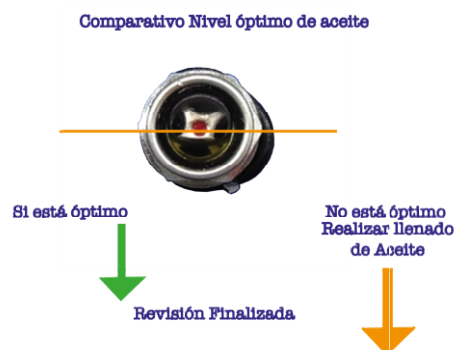 Comparativo Nivel óptimo de aceite
Si está óptimo
No está óptimo
Realizar llenado
de Aceite
Revisión Finalizada